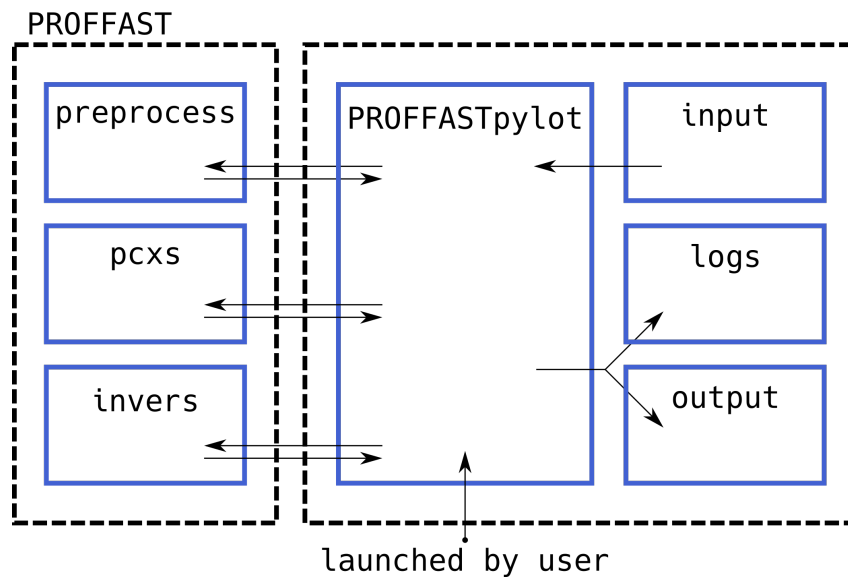 PROFFAST
preprocess
pcxs
invers
PROFFASTpylot
input
logs
output
launched by user